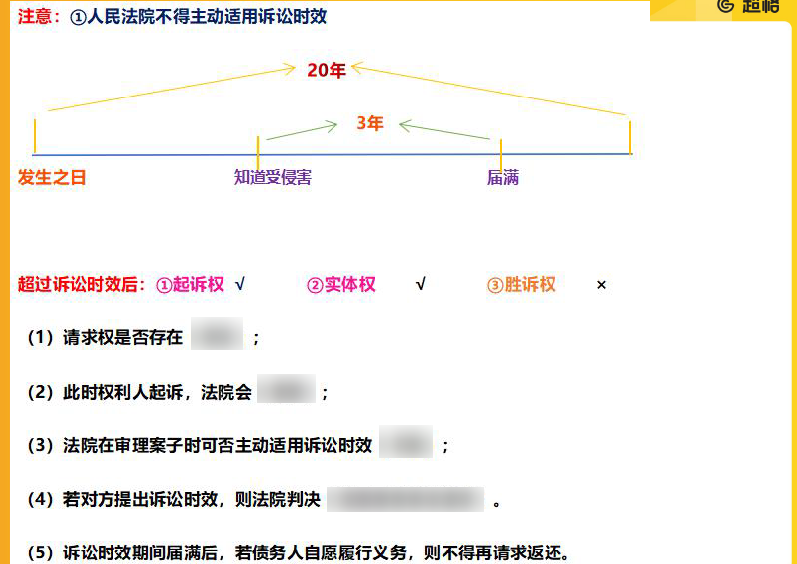 超格
注意：①人民法院不得主动适用诉讼时效
20年
3年
发生之日 知道受侵害 届满
超过诉讼时效后：①起诉权 √ ②实体权 √ ③胜诉权 ×
（1）请求权是否存在 ；
（2）此时权利人起诉，法院会 ；
（3）法院在审理案子时可否主动适用诉讼时效 ；
（4）若对方提出诉讼时效，则法院判决 。
（5）诉讼时效期间届满后，若债务人自愿履行义务，则不得再请求返还。